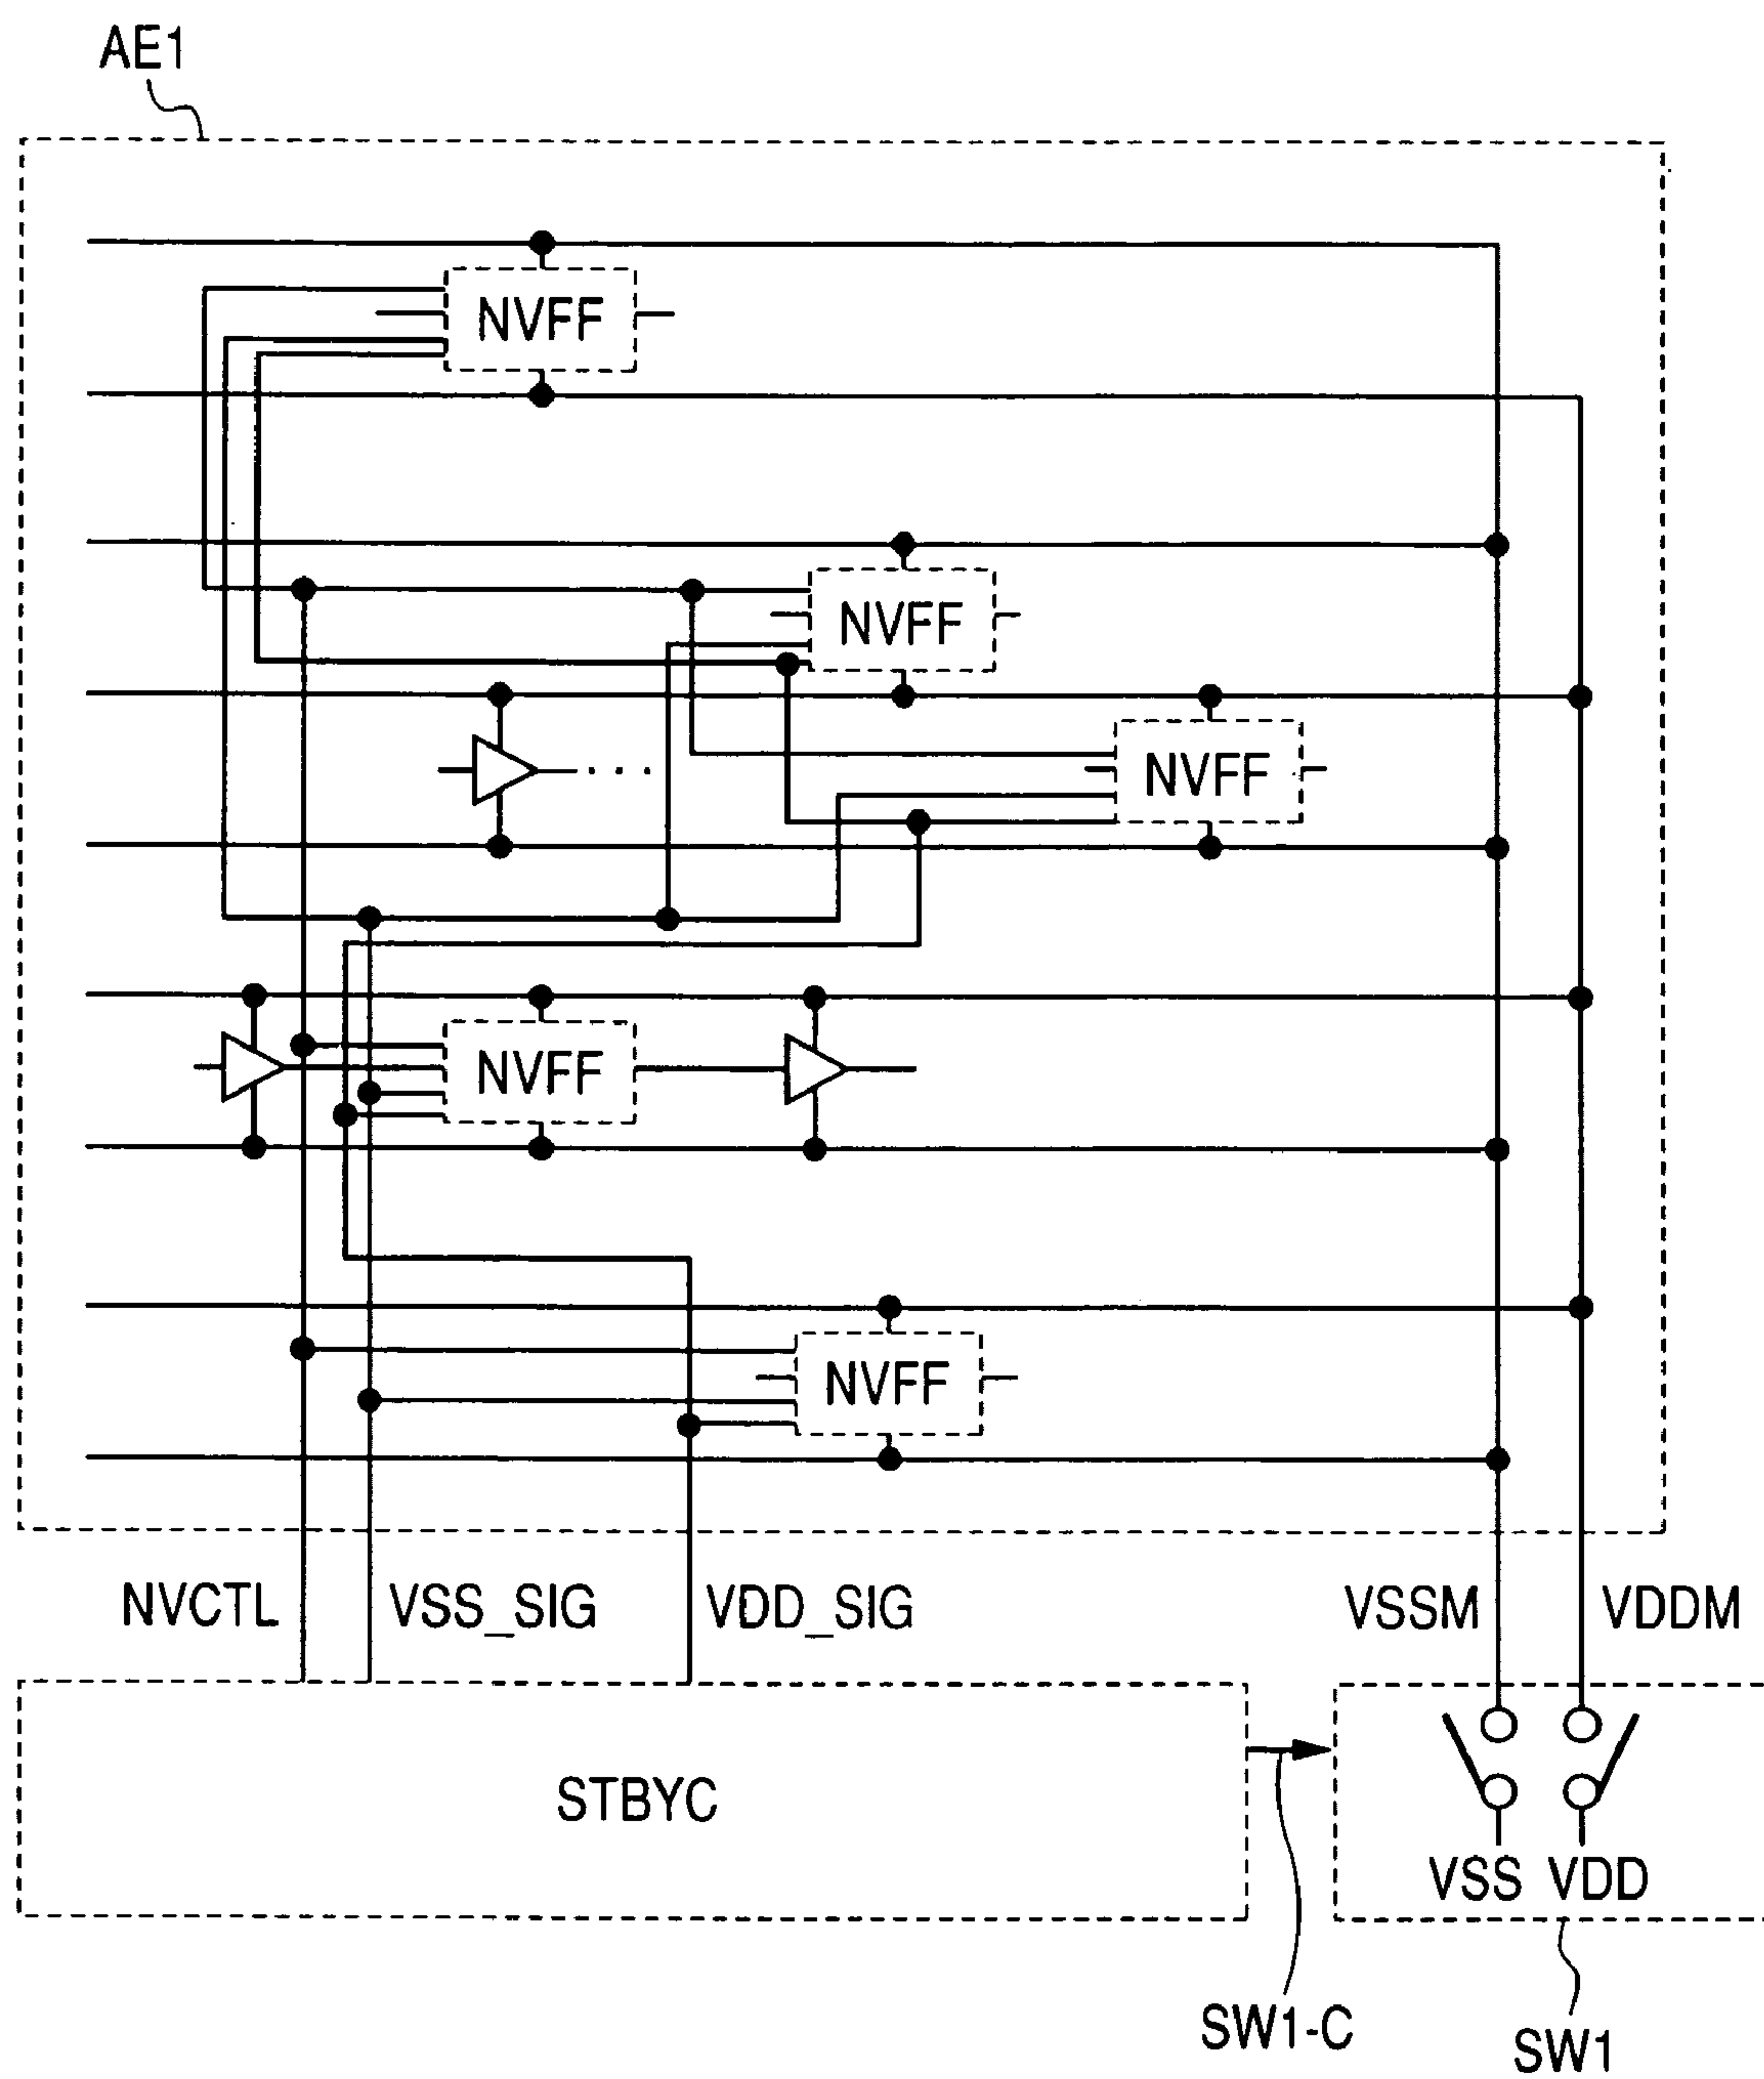 AE1
NVFF
NVFF
NVFF
NVFF
NVFF
NVCTL
VSS_SIG
VDD_SIG
VSSM
VDDM
STBYC
VSS
VDD
SW1-C
SW1